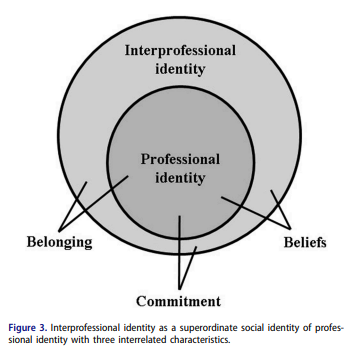 Interprofessional
identity
Professional
identity
Belonging
Beliefs
Commitment
Figure 3. Interprofessional identity as a superordinate social identity of profes-
sional identity with three interrelated characteristics.